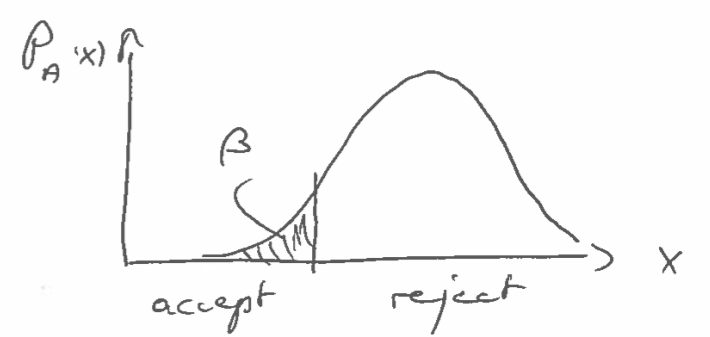 P_A(x)
β
x
accept reject